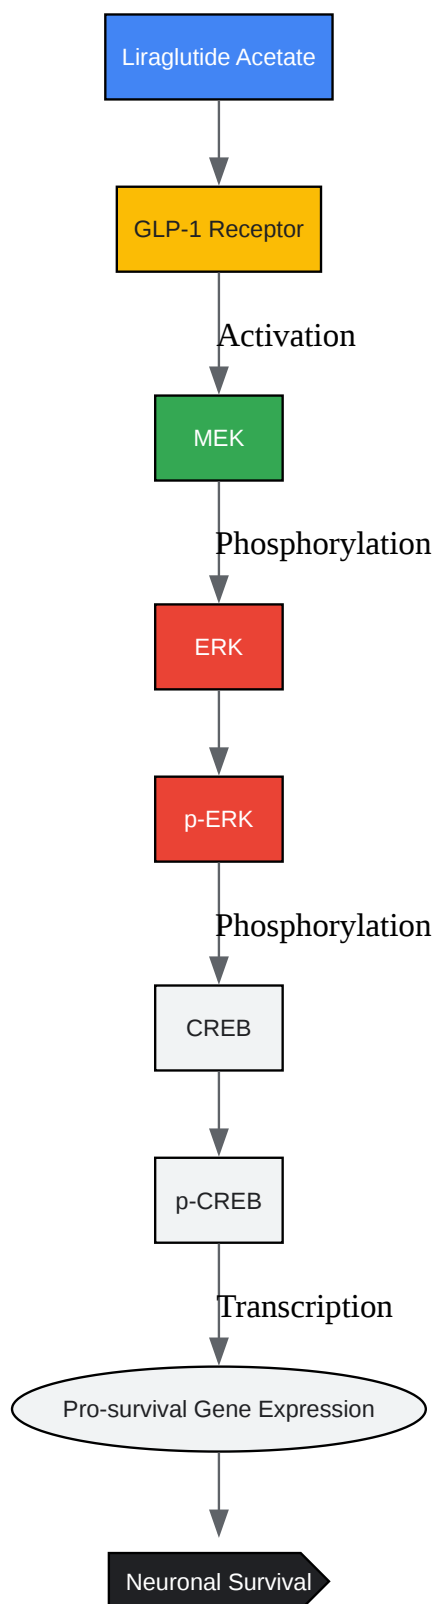 Liraglutide Acetate
GLP-1 Receptor
Activation
MEK
Phosphorylation
ERK
p-ERK
Phosphorylation
CREB
p-CREB
Transcription
Pro-survival Gene Expression
Neuronal Survival